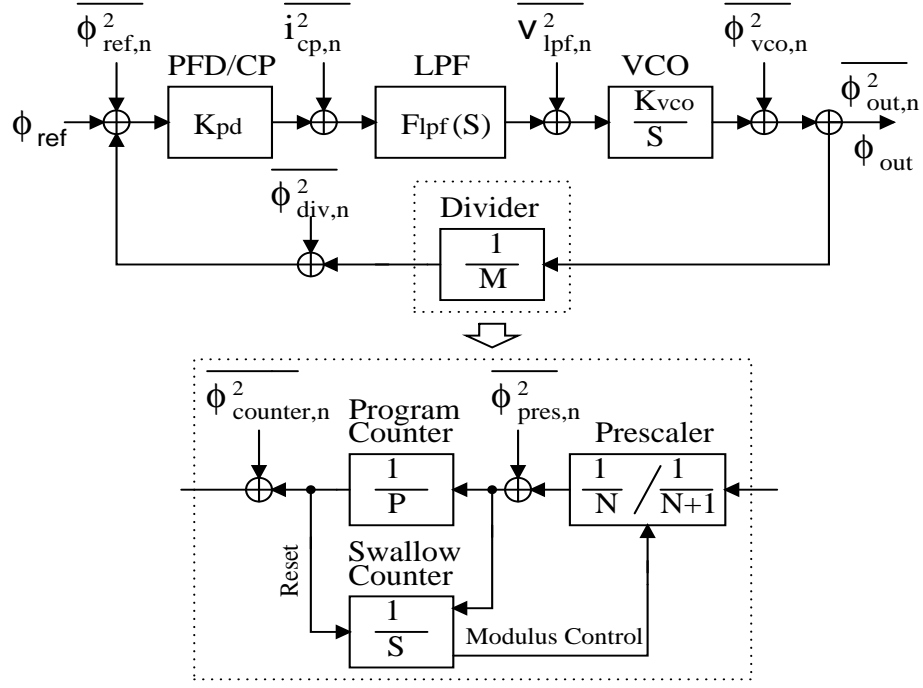 ϕ²ref,n
i²cp,n
v²lpf,n
ϕ²vco,n
PFD/CP
LPF
VCO
ϕ²out,n
ϕref
Kpd
Flpf(S)
Kvco
S
ϕout
ϕ²div,n
Divider
1
M
ϕ²counter,n
Program
Counter
ϕ²pres,n
Prescaler
1
P
1
N
/
1
N+1
Reset
Swallow
Counter
1
S
Modulus Control